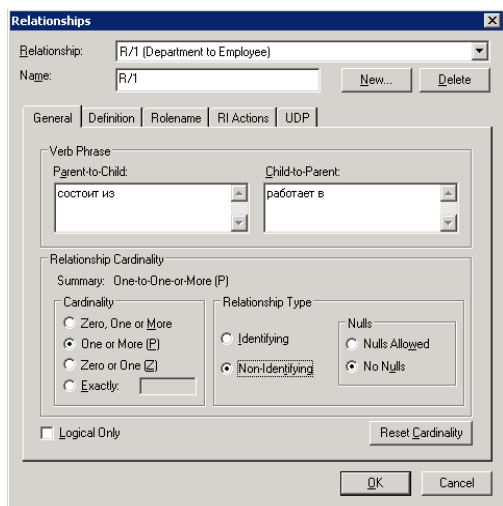 Relationships
Relationship: R/1 (Department to Employee)
Name: R/1 New... Delete
General Definition Rolename RI Actions UDP
Verb Phrase
Parent-to-Child: Child-to-Parent:
состоит из работает в
Relationship Cardinality
Summary: One-to-One-or-More (P)
Cardinality Relationship Type
Zero, One or More Nulls
One or More (P) Identifying Nulls Allowed
Zero or One (Z) Non-Identifying No Nulls
Exactly:
Logical Only Reset Cardinality
OK Cancel